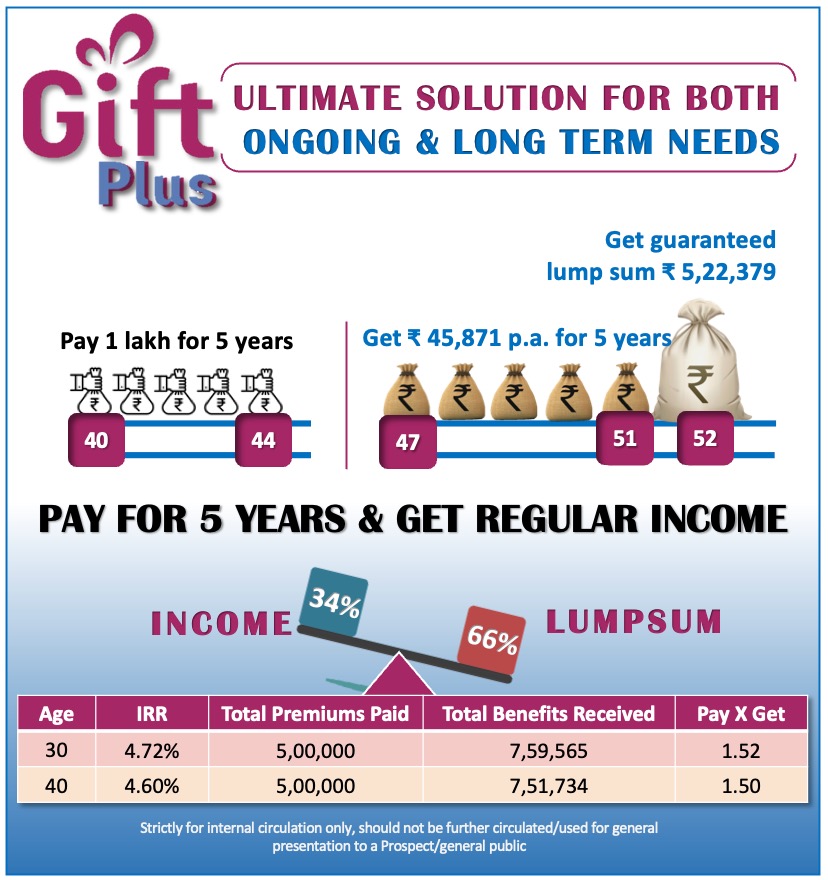 Gift
Plus
ULTIMATE SOLUTION FOR BOTH
ONGOING & LONG TERM NEEDS
Get guaranteed
lump sum ₹ 5,22,379
Pay 1 lakh for 5 years
Get ₹ 45,871 p.a. for 5 years
₹ ₹ ₹ ₹ ₹
₹ ₹ ₹ ₹ ₹ ₹
40 44
47 51 52
PAY FOR 5 YEARS & GET REGULAR INCOME
INCOME 34% 66% LUMPSUM
Age IRR Total Premiums Paid Total Benefits Received Pay X Get
30 4.72% 5,00,000 7,59,565 1.52
40 4.60% 5,00,000 7,51,734 1.50
Strictly for internal circulation only, should not be further circulated/used for general
presentation to a Prospect/general public